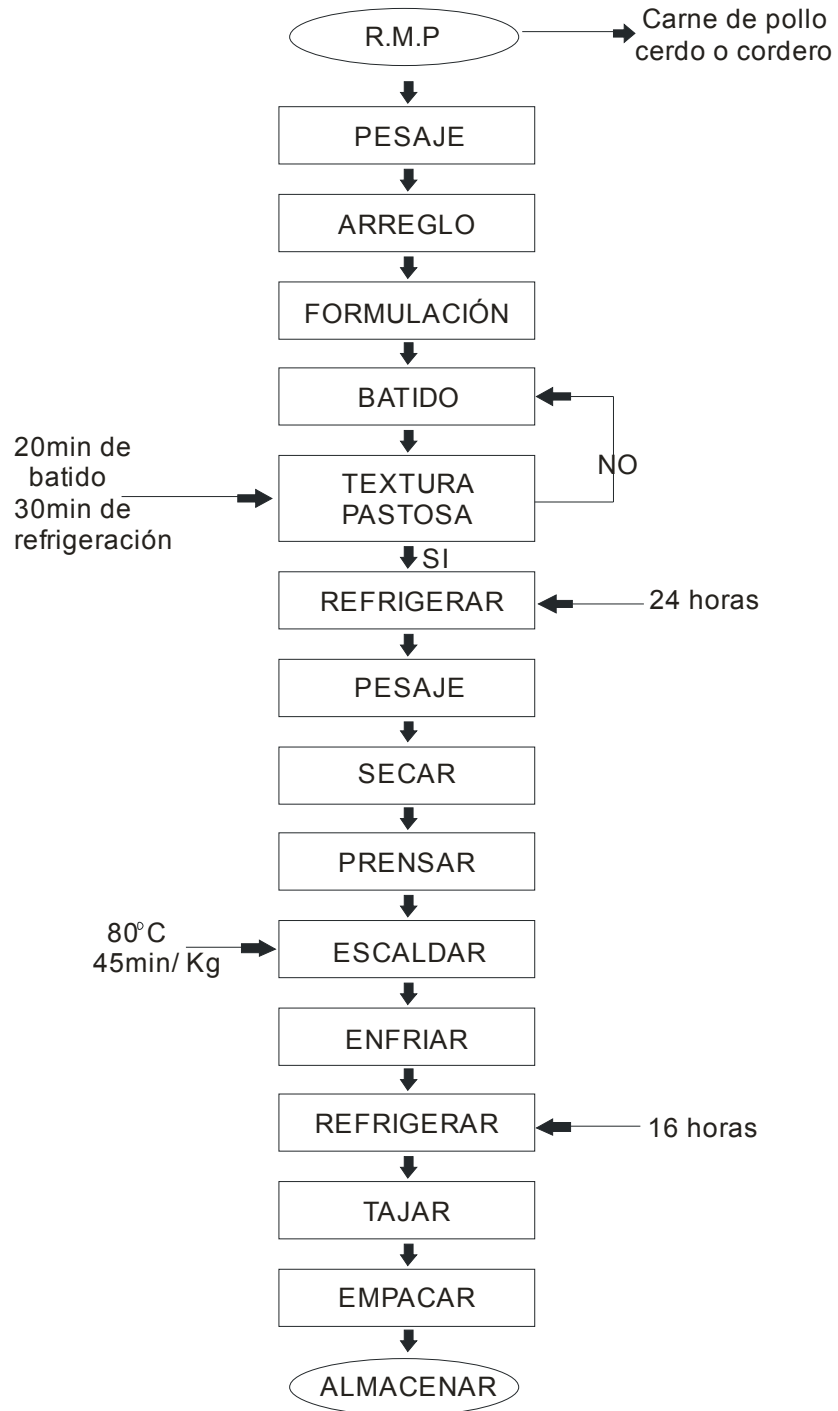 R.M.P
Carne de pollo
cerdo o cordero
PESAJE
ARREGLO
FORMULACIÓN
BATIDO
NO
20min de
batido
30min de
refrigeración
TEXTURA
PASTOSA
SI
REFRIGERAR
24 horas
PESAJE
SECAR
PRENSAR
80°C
45min/ Kg
ESCALDAR
ENFRIAR
REFRIGERAR
16 horas
TAJAR
EMPACAR
ALMACENAR